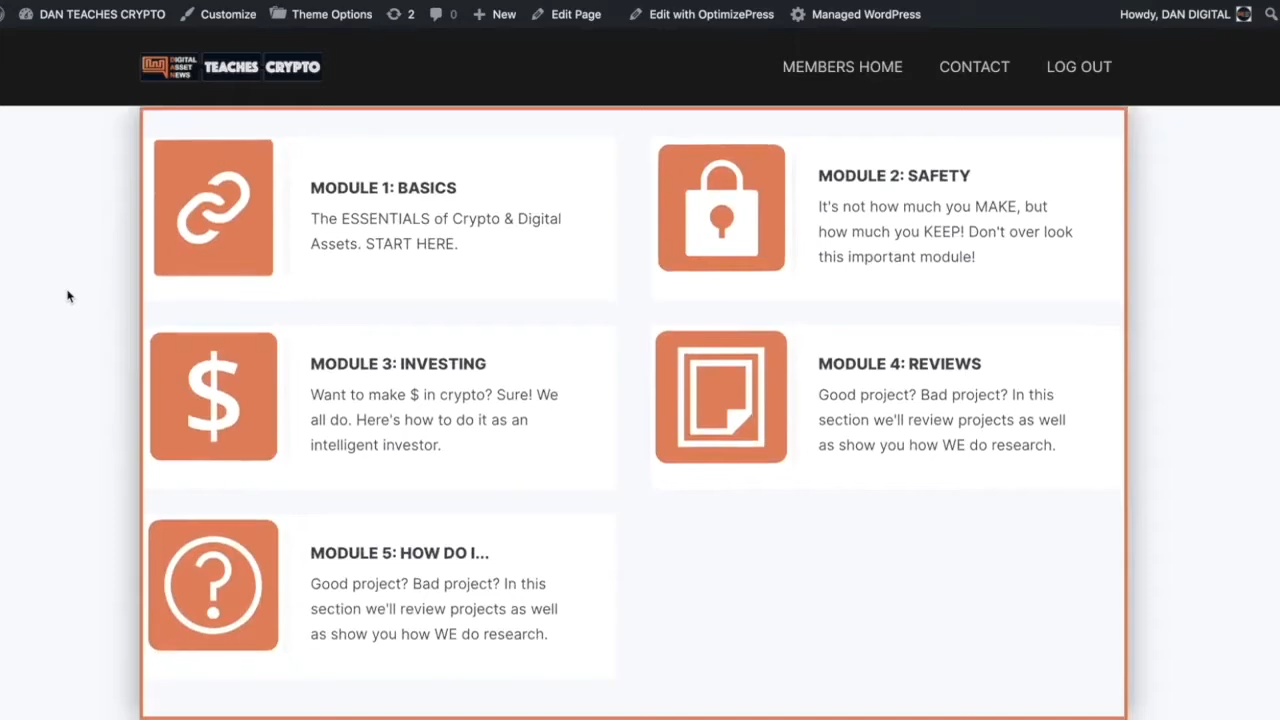 DAN TEACHES CRYPTO Customize Theme Options 2 0 New Edit Page Edit with OptimizePress Managed WordPress Howdy, DAN DIGITAL
DIGITAL
ASSET
NEWS
TEACHES CRYPTO
MEMBERS HOME CONTACT LOG OUT
MODULE 1: BASICS
The ESSENTIALS of Crypto & Digital
Assets. START HERE.
MODULE 2: SAFETY
It's not how much you MAKE, but
how much you KEEP! Don't over look
this important module!
MODULE 3: INVESTING
Want to make $ in crypto? Sure! We
all do. Here's how to do it as an
intelligent investor.
MODULE 4: REVIEWS
Good project? Bad project? In this
section we'll review projects as well
as show you how WE do research.
MODULE 5: HOW DO I...
Good project? Bad project? In this
section we'll review projects as well
as show you how WE do research.